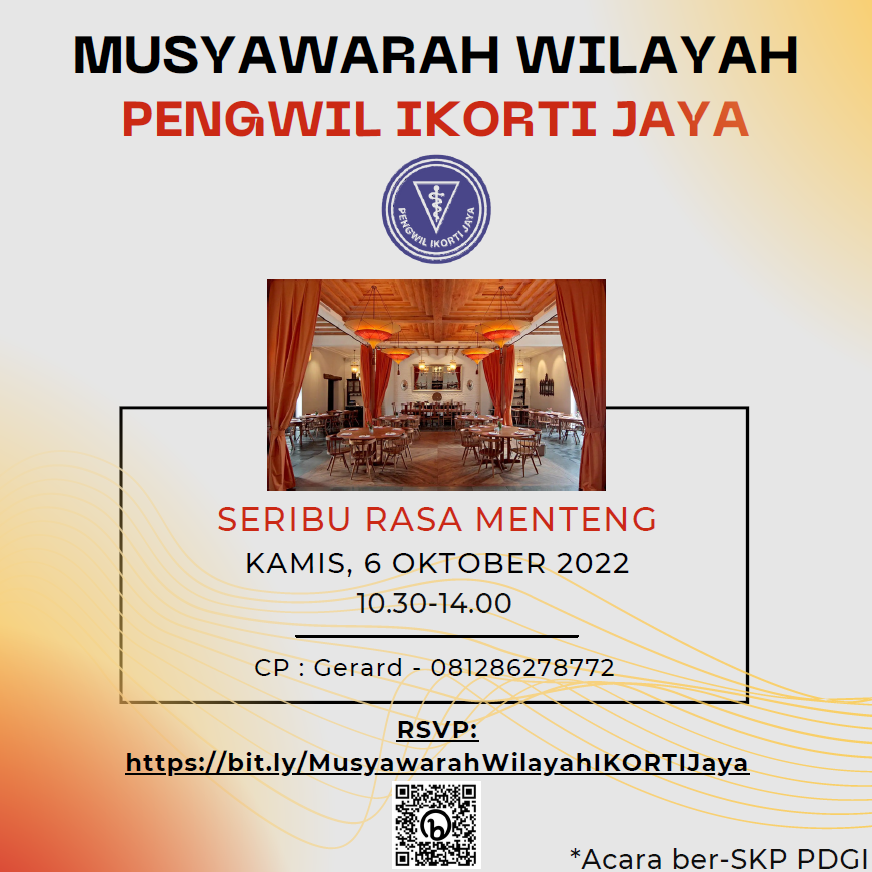 MUSYAWARAH WILAYAH
PENGWIL IKORTI JAYA
PENGWIL IKORTI JAYA
SERIBU RASA MENTENG
KAMIS, 6 OKTOBER 2022
10.30-14.00
CP : Gerard - 081286278772
RSVP:
https://bit.ly/MusyawarahWilayahIKORTIJaya
*Acara ber-SKP PDGI